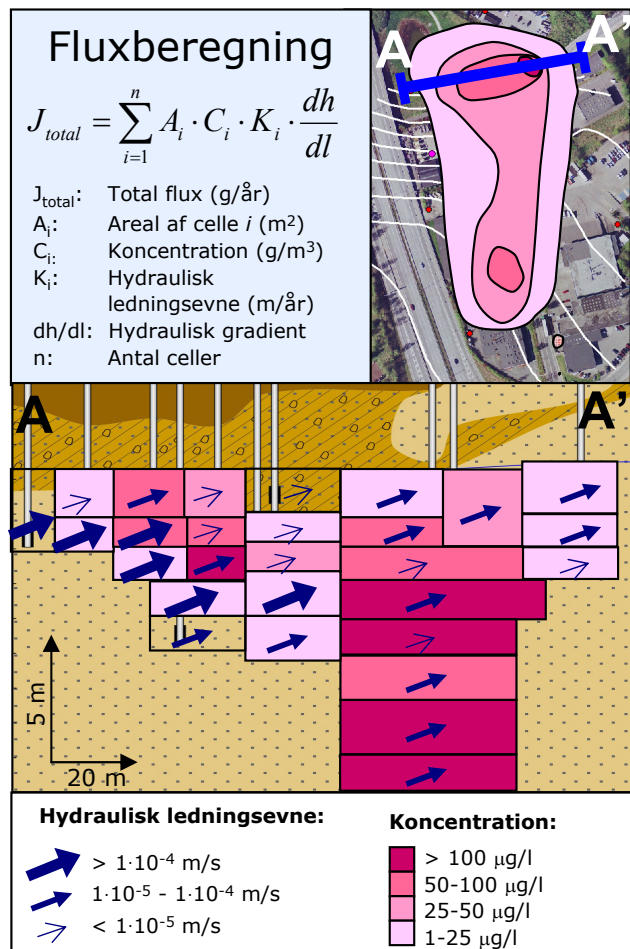 Fluxberegning
J_total = \sum_{i=1}^{n} A_i · C_i · K_i · dh/dl
J_total: Total flux (g/år)
A_i: Areal af celle i (m²)
C_i: Koncentration (g/m³)
K_i: Hydraulisk
ledningsevne (m/år)
dh/dl: Hydraulisk gradient
n: Antal celler
A A'
A A'
5 m
20 m
Hydraulisk ledningsevne:
> 1·10⁻⁴ m/s
1·10⁻⁵ - 1·10⁻⁴ m/s
< 1·10⁻⁵ m/s
Koncentration:
> 100 µg/l
50-100 µg/l
25-50 µg/l
1-25 µg/l